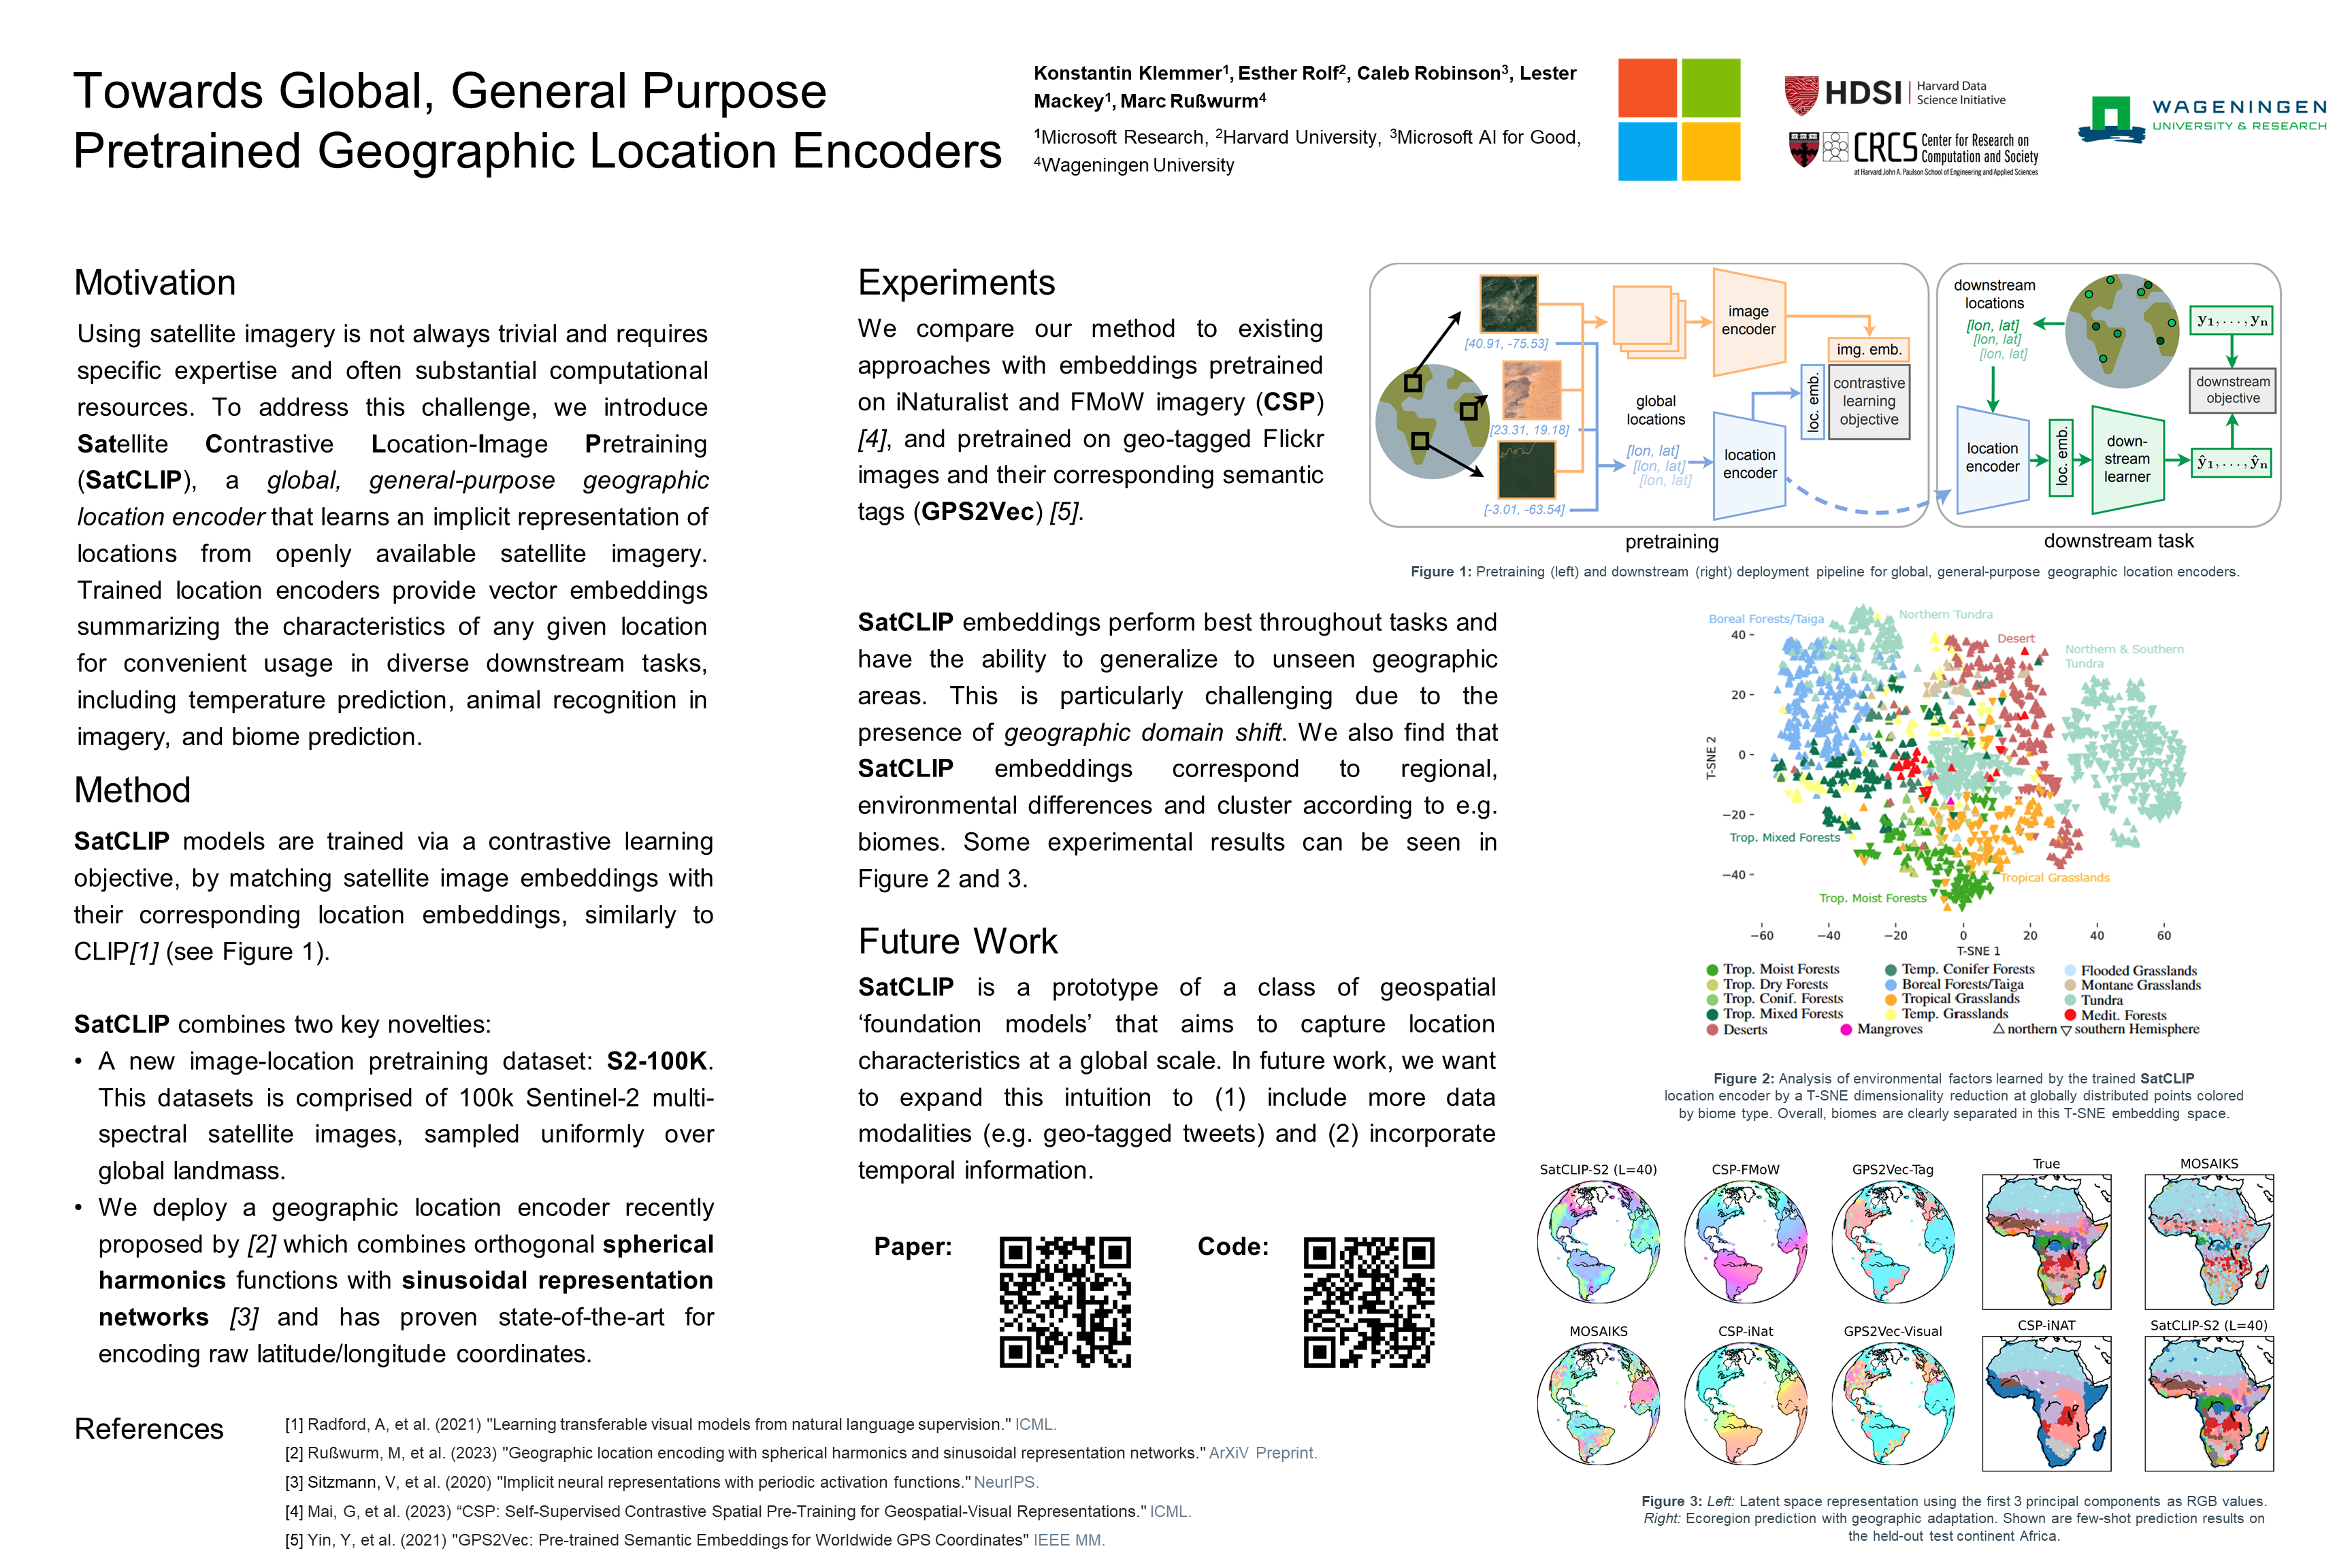 Towards Global, General Purpose
Pretrained Geographic Location Encoders
Konstantin Klemmer¹, Esther Rolf², Caleb Robinson³, Lester
Mackey¹, Marc Rußwurm⁴
¹Microsoft Research, ²Harvard University, ³Microsoft AI for Good,
⁴Wageningen University
HDSI Harvard Data
Science Initiative
CRCS Center for Research on
Computation and Society
at Harvard John A. Paulson School of Engineering and Applied Sciences
WAGENINGEN
UNIVERSITY & RESEARCH
Motivation
Using satellite imagery is not always trivial and requires
specific expertise and often substantial computational
resources. To address this challenge, we introduce
Satellite Contrastive Location-Image Pretraining
(SatCLIP), a global, general-purpose geographic
location encoder that learns an implicit representation of
locations from openly available satellite imagery.
Trained location encoders provide vector embeddings
summarizing the characteristics of any given location
for convenient usage in diverse downstream tasks,
including temperature prediction, animal recognition in
imagery, and biome prediction.
Method
SatCLIP models are trained via a contrastive learning
objective, by matching satellite image embeddings with
their corresponding location embeddings, similarly to
CLIP[1] (see Figure 1).
SatCLIP combines two key novelties:
• A new image-location pretraining dataset: S2-100K.
This datasets is comprised of 100k Sentinel-2 multi-
spectral satellite images, sampled uniformly over
global landmass.
• We deploy a geographic location encoder recently
proposed by [2] which combines orthogonal spherical
harmonics functions with sinusoidal representation
networks [3] and has proven state-of-the-art for
encoding raw latitude/longitude coordinates.
Experiments
We compare our method to existing
approaches with embeddings pretrained
on iNaturalist and FMoW imagery (CSP)
[4], and pretrained on geo-tagged Flickr
images and their corresponding semantic
tags (GPS2Vec) [5].
SatCLIP embeddings perform best throughout tasks and
have the ability to generalize to unseen geographic
areas. This is particularly challenging due to the
presence of geographic domain shift. We also find that
SatCLIP embeddings correspond to regional,
environmental differences and cluster according to e.g.
biomes. Some experimental results can be seen in
Figure 2 and 3.
Future Work
SatCLIP is a prototype of a class of geospatial
‘foundation models’ that aims to capture location
characteristics at a global scale. In future work, we want
to expand this intuition to (1) include more data
modalities (e.g. geo-tagged tweets) and (2) incorporate
temporal information.
Paper:
Code:
[40.91, -75.53]
[23.31, 19.18]
[-3.01, -63.54]
global
locations
[lon, lat]
[lon, lat]
[lon, lat]
image
encoder
location
encoder
img. emb.
loc. emb.
contrastive
learning
objective
pretraining
downstream
locations
[lon, lat]
[lon, lat]
[lon, lat]
location
encoder
loc. emb.
down-
stream
learner
y₁, . . . , yₙ
downstream
objective
ŷ₁, . . . , ŷₙ
downstream task
Figure 1: Pretraining (left) and downstream (right) deployment pipeline for global, general-purpose geographic location encoders.
Boreal Forests/Taiga
Northern Tundra
Desert
Northern & Southern
Tundra
Trop. Mixed Forests
Tropical Grasslands
Trop. Moist Forests
T-SNE 2
40
20
0
−20
−40
−60 −40 −20 0 20 40 60
T-SNE 1
Trop. Moist Forests Temp. Conifer Forests Flooded Grasslands
Trop. Dry Forests Boreal Forests/Taiga Montane Grasslands
Trop. Conif. Forests Tropical Grasslands Tundra
Trop. Mixed Forests Temp. Grasslands Medit. Forests
Deserts Mangroves △ northern ▽ southern Hemisphere
Figure 2: Analysis of environmental factors learned by the trained SatCLIP
location encoder by a T-SNE dimensionality reduction at globally distributed points colored
by biome type. Overall, biomes are clearly separated in this T-SNE embedding space.
SatCLIP-S2 (L=40) CSP-FMoW GPS2Vec-Tag True MOSAIKS
MOSAIKS CSP-iNat GPS2Vec-Visual CSP-iNAT SatCLIP-S2 (L=40)
Figure 3: Left: Latent space representation using the first 3 principal components as RGB values.
Right: Ecoregion prediction with geographic adaptation. Shown are few-shot prediction results on
the held-out test continent Africa.
References
[1] Radford, A, et al. (2021) "Learning transferable visual models from natural language supervision." ICML.
[2] Rußwurm, M, et al. (2023) "Geographic location encoding with spherical harmonics and sinusoidal representation networks." ArXiV Preprint.
[3] Sitzmann, V, et al. (2020) "Implicit neural representations with periodic activation functions." NeurIPS.
[4] Mai, G, et al. (2023) “CSP: Self-Supervised Contrastive Spatial Pre-Training for Geospatial-Visual Representations." ICML.
[5] Yin, Y, et al. (2021) "GPS2Vec: Pre-trained Semantic Embeddings for Worldwide GPS Coordinates" IEEE MM.